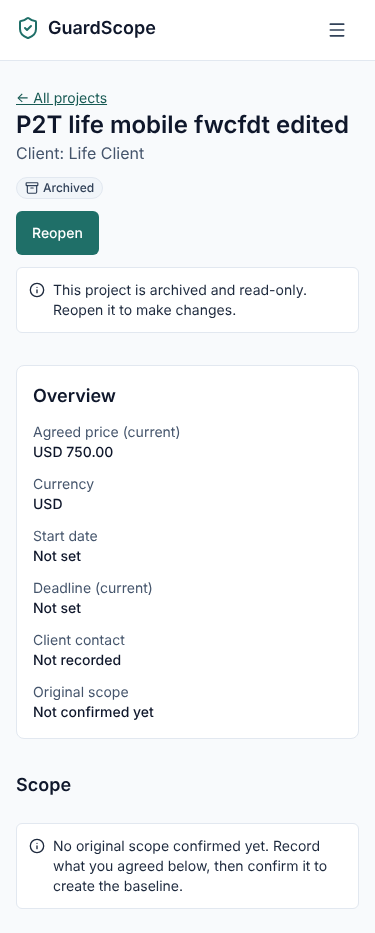 GuardScope
← All projects
P2T life mobile fwcfdt edited
Client: Life Client
Archived
Reopen
This project is archived and read-only.
Reopen it to make changes.
Overview
Agreed price (current)
USD 750.00
Currency
USD
Start date
Not set
Deadline (current)
Not set
Client contact
Not recorded
Original scope
Not confirmed yet
Scope
No original scope confirmed yet. Record
what you agreed below, then confirm it to
create the baseline.